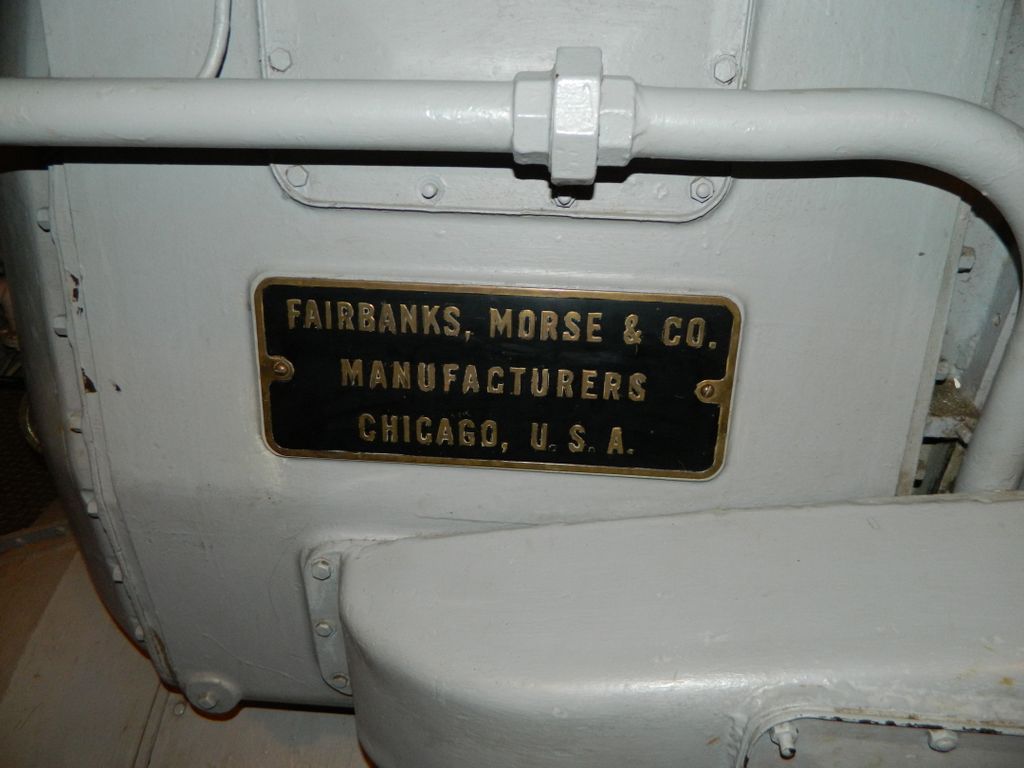 FAIRBANKS, MORSE & CO.
MANUFACTURERS
CHICAGO, U.S.A.